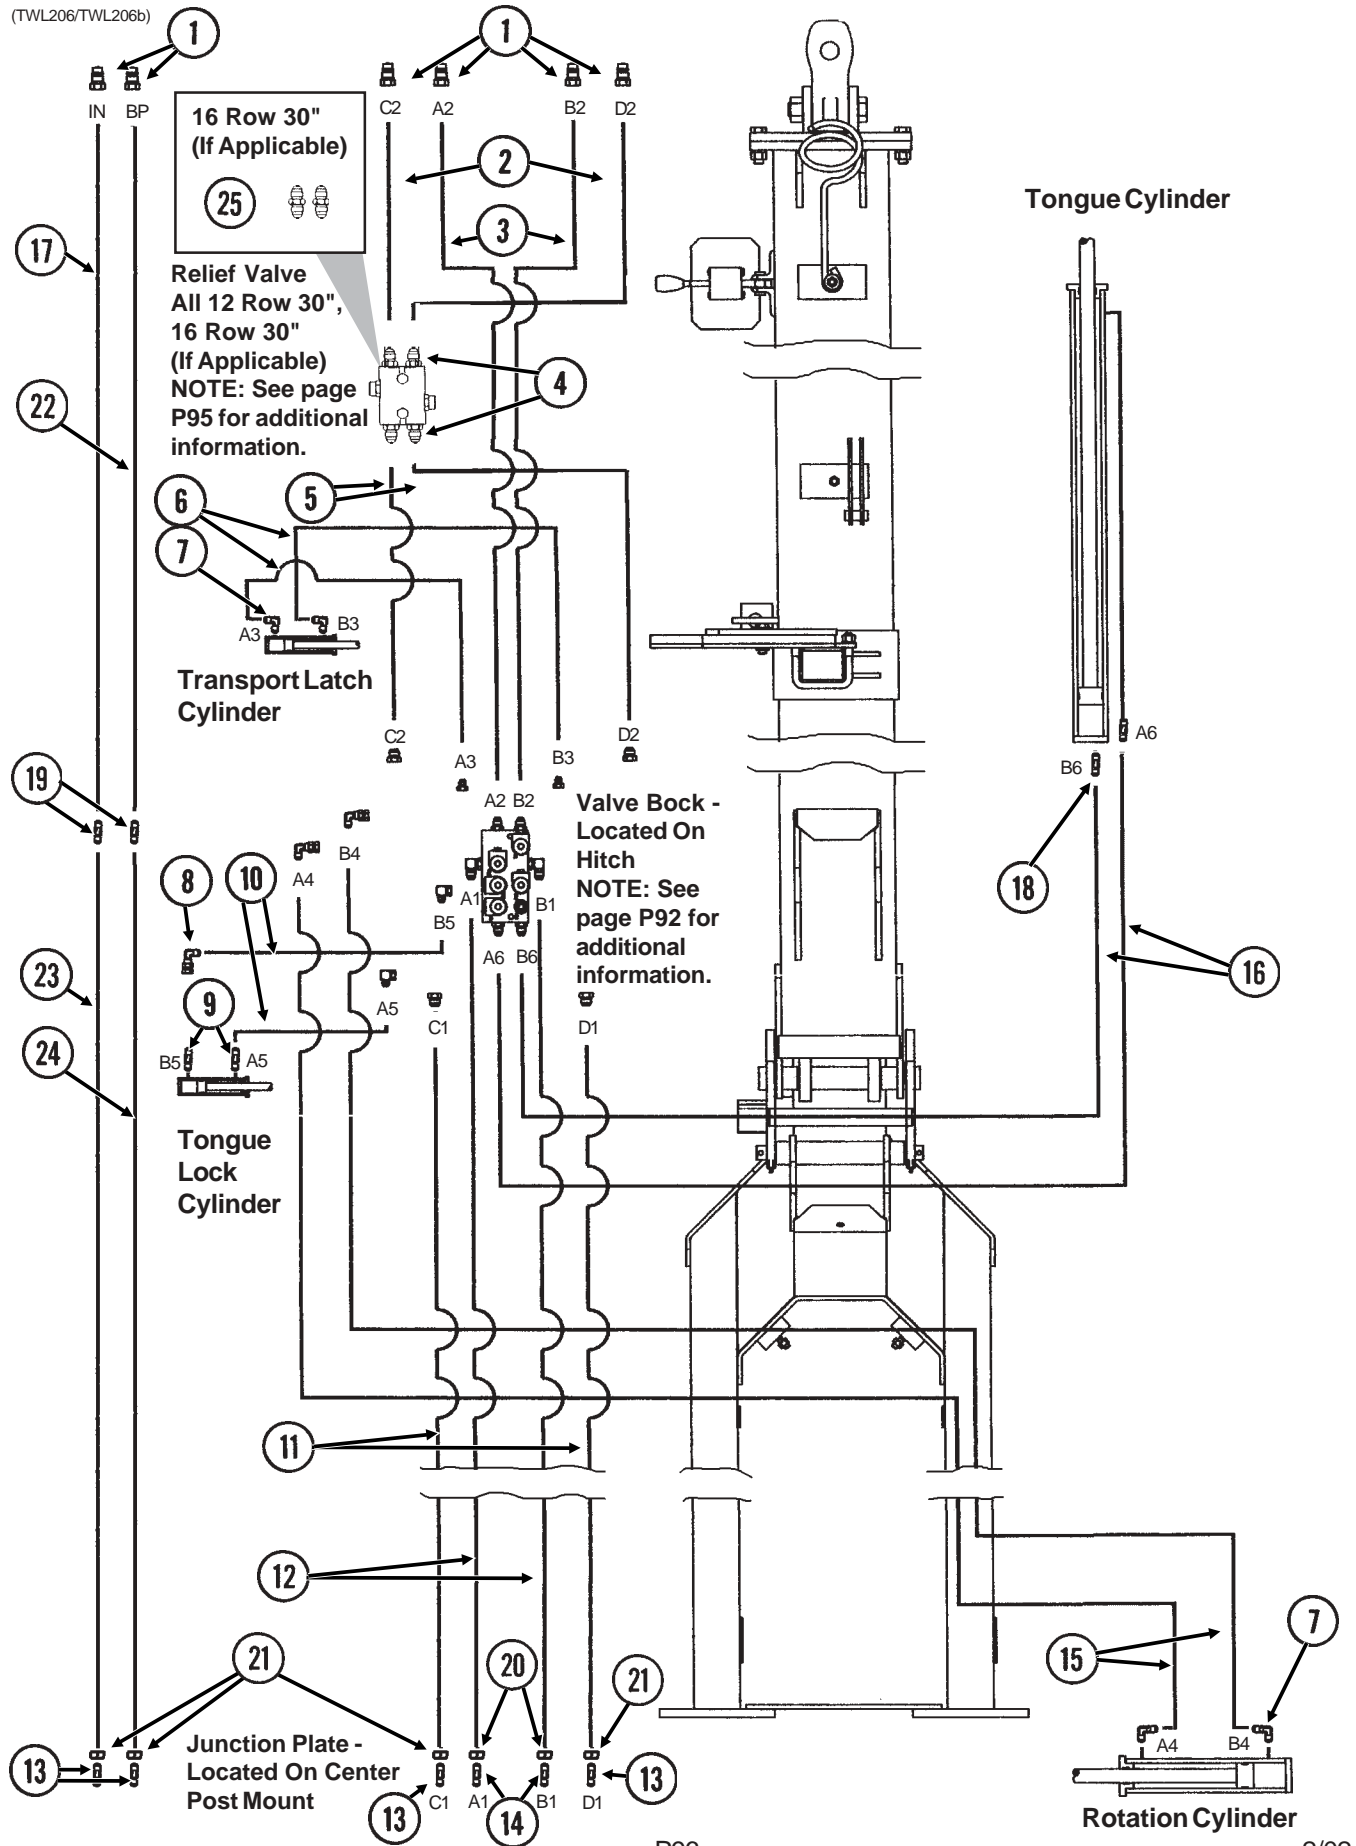 (TWL206/TWL206b)
1
1
IN
BP
C2
A2
B2
D2
16 Row 30"
(If Applicable)
25
2
3
Tongue Cylinder
17
Relief Valve
All 12 Row 30",
16 Row 30"
(If Applicable)
NOTE: See page
P95 for additional
information.
4
22
5
6
7
A3
B3
Transport Latch
Cylinder
C2
A3
B3
D2
A6
B6
19
A2
B2
Valve Bock -
Located On
Hitch
NOTE: See
page P92 for
additional
information.
A4
B4
8
10
B5
A1
B1
18
A6
B6
16
23
9
A5
C1
D1
B5
A5
24
Tongue
Lock
Cylinder
11
12
21
20
21
15
7
A4
B4
Junction Plate -
Located On Center
Post Mount
13
13
C1
A1
14
B1
D1
13
Rotation Cylinder